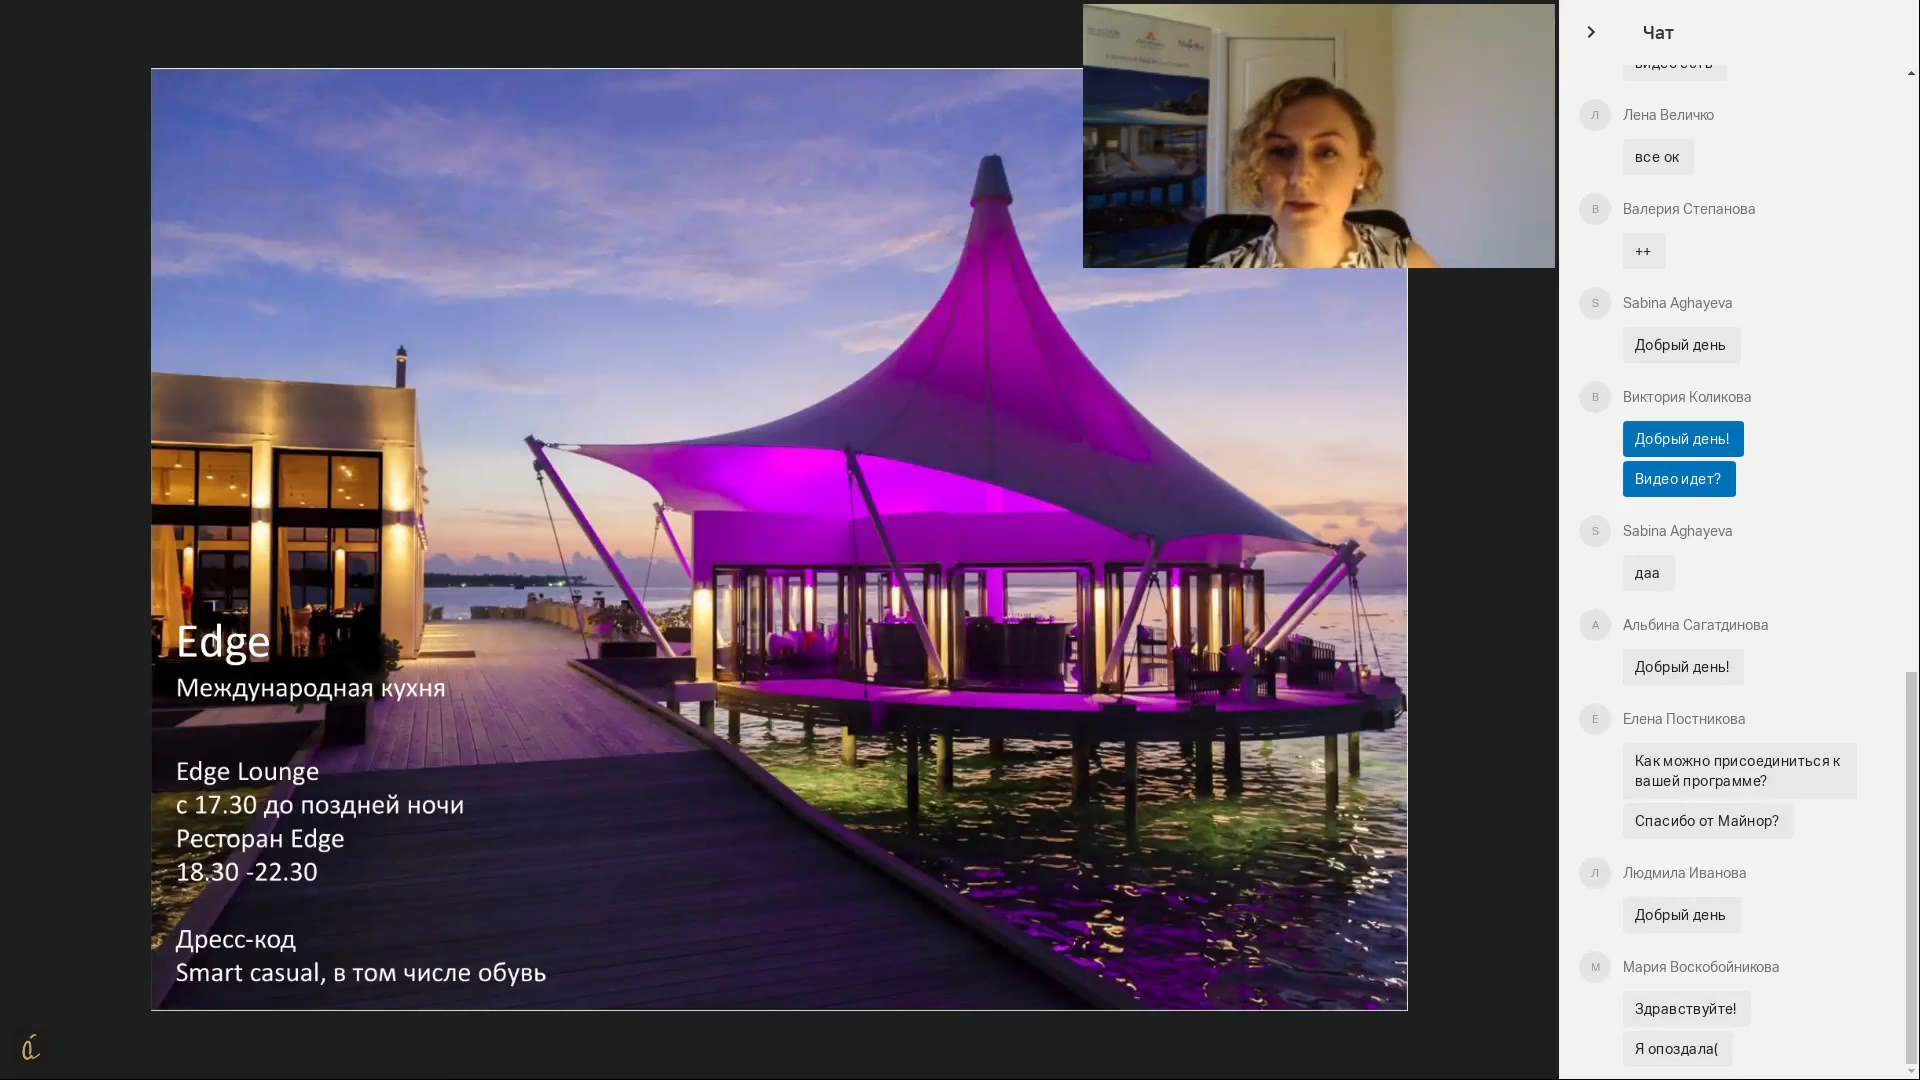 Edge
Международная кухня
Edge Lounge
с 17.30 до поздней ночи
Ресторан Edge
18.30 -22.30
Дресс-код
Smart casual, в том числе обувь
á
Чат
видео есть
Л
Лена Величко
все ок
В
Валерия Степанова
++
S
Sabina Aghayeva
Добрый день
В
Виктория Коликова
Добрый день!
Видео идет?
S
Sabina Aghayeva
даа
А
Альбина Сагатдинова
Добрый день!
Е
Елена Постникова
Как можно присоединиться к
вашей программе?
Спасибо от Майнор?
Л
Людмила Иванова
Добрый день
М
Мария Воскобойникова
Здравствуйте!
Я опоздала(